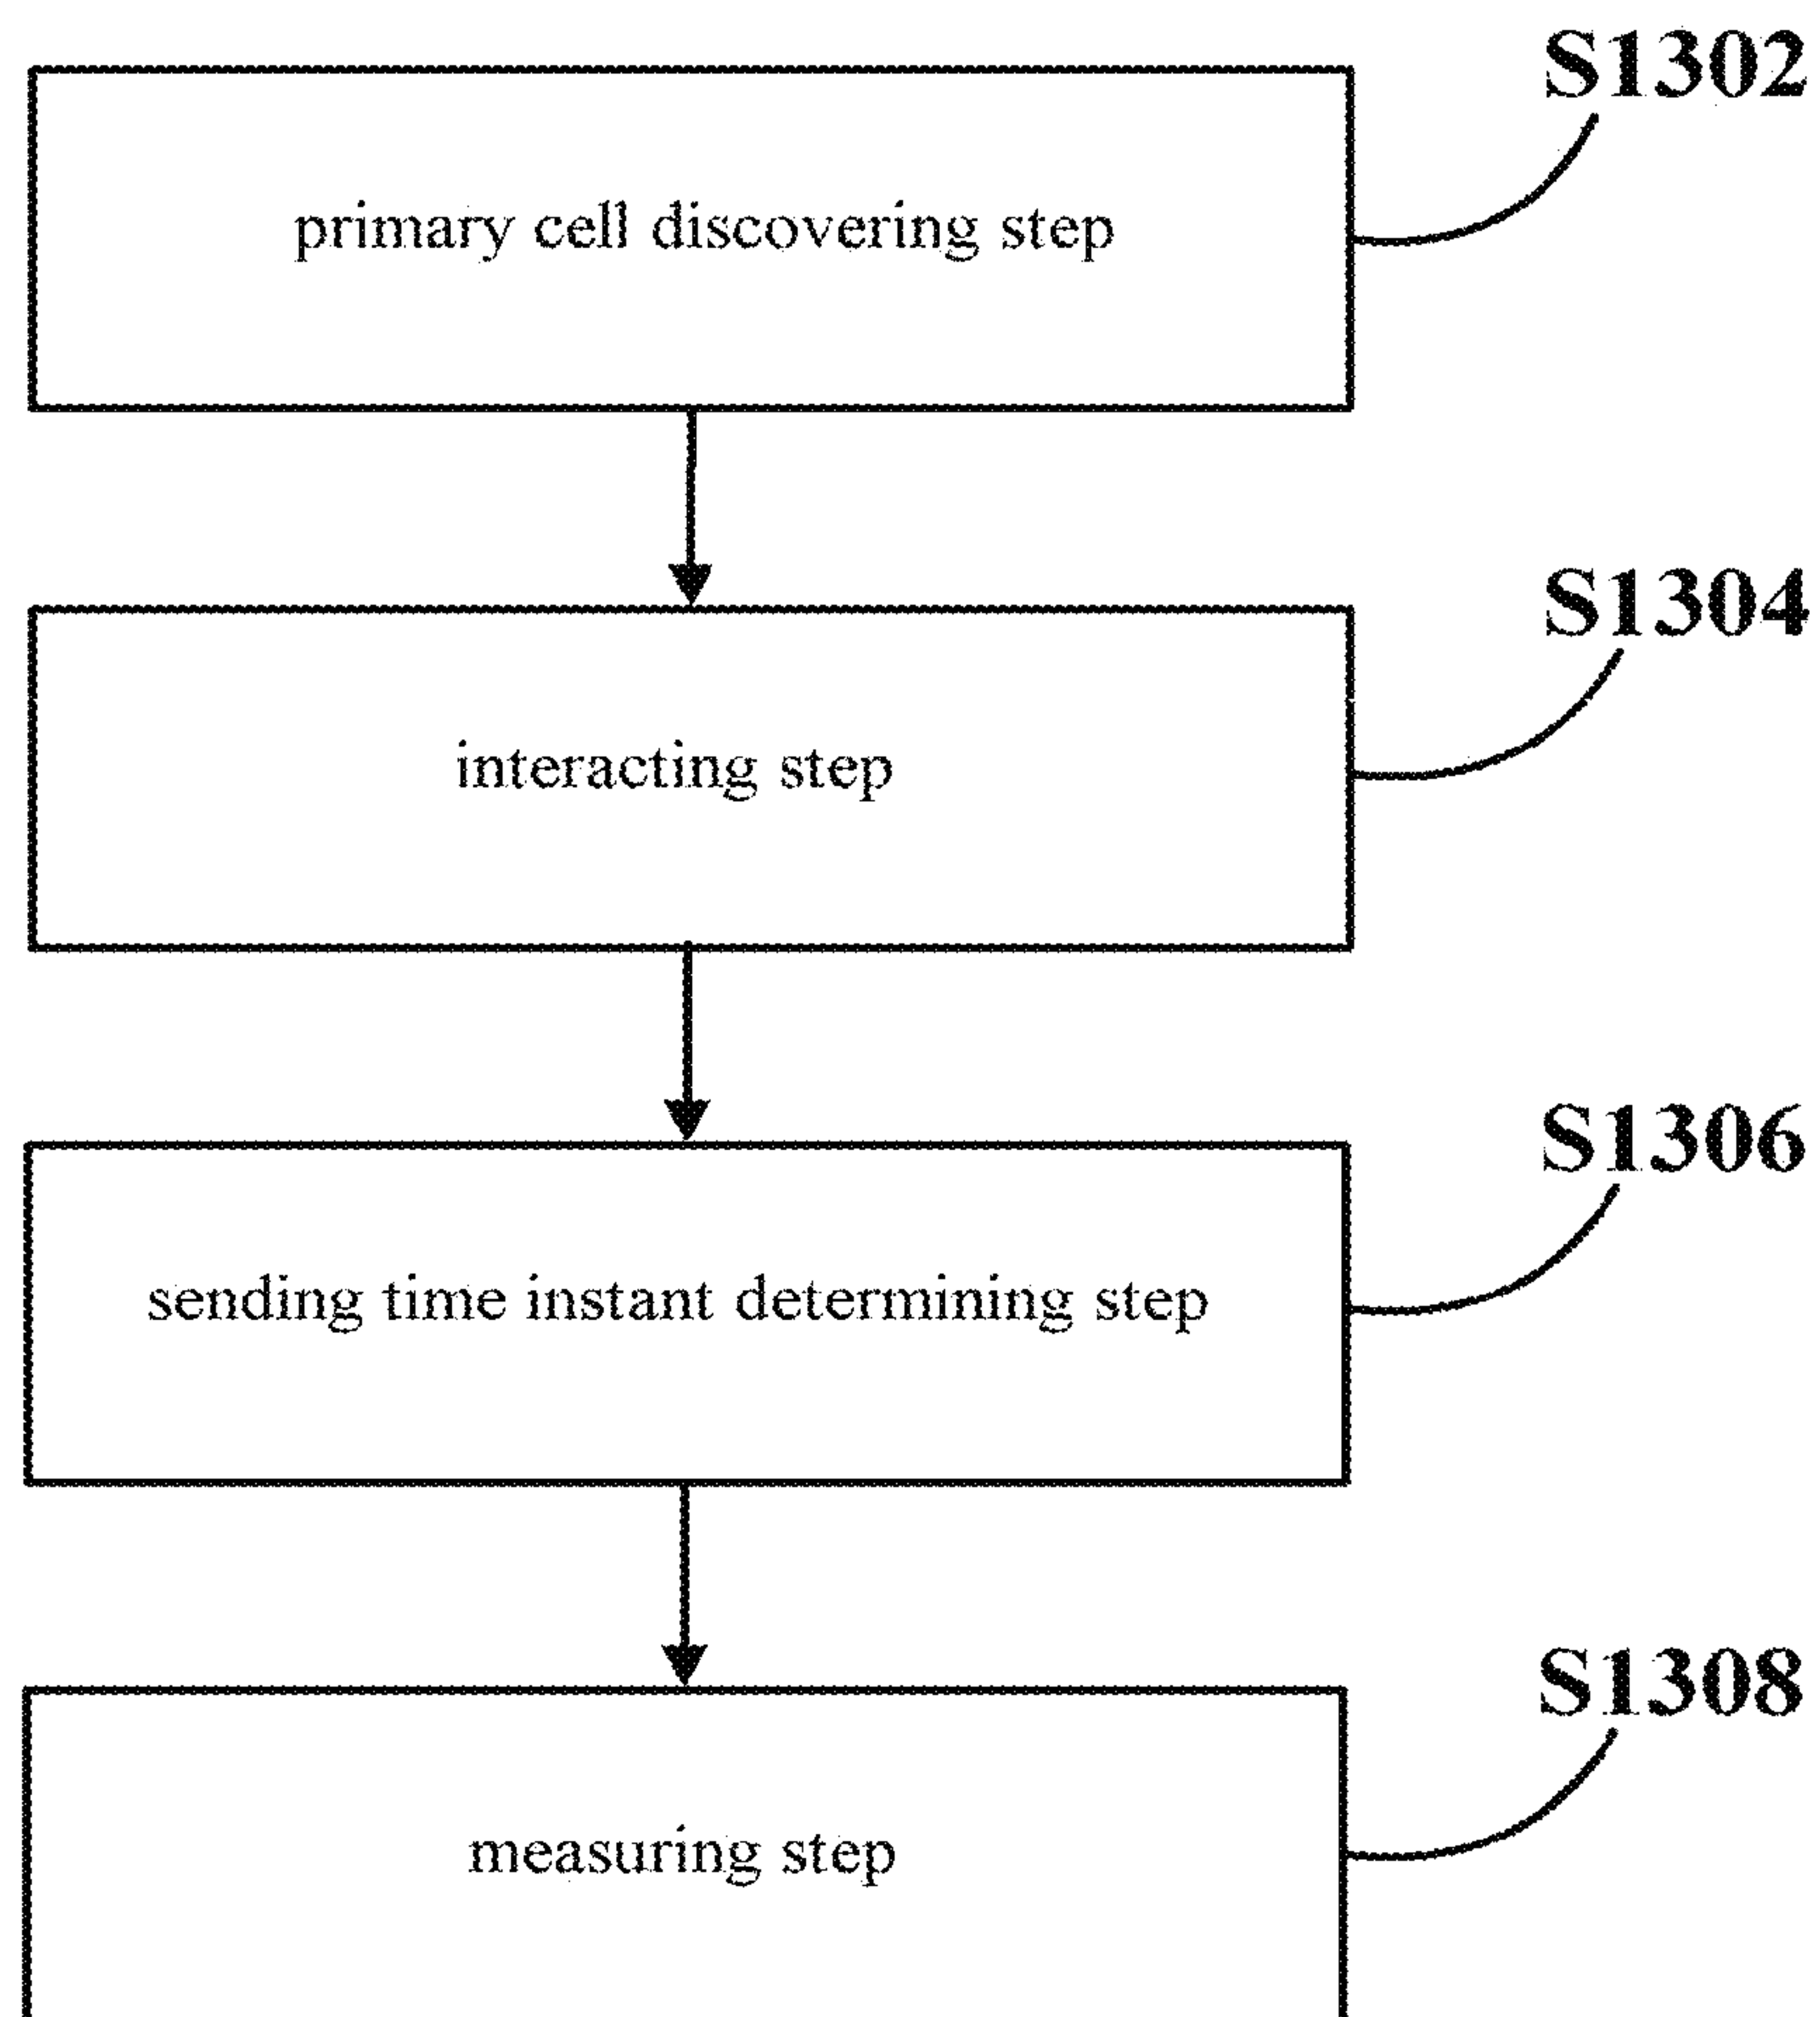 S1302
primary cell discovering step
S1304
interacting step
S1306
sending time instant determining step
S1308
measuring step